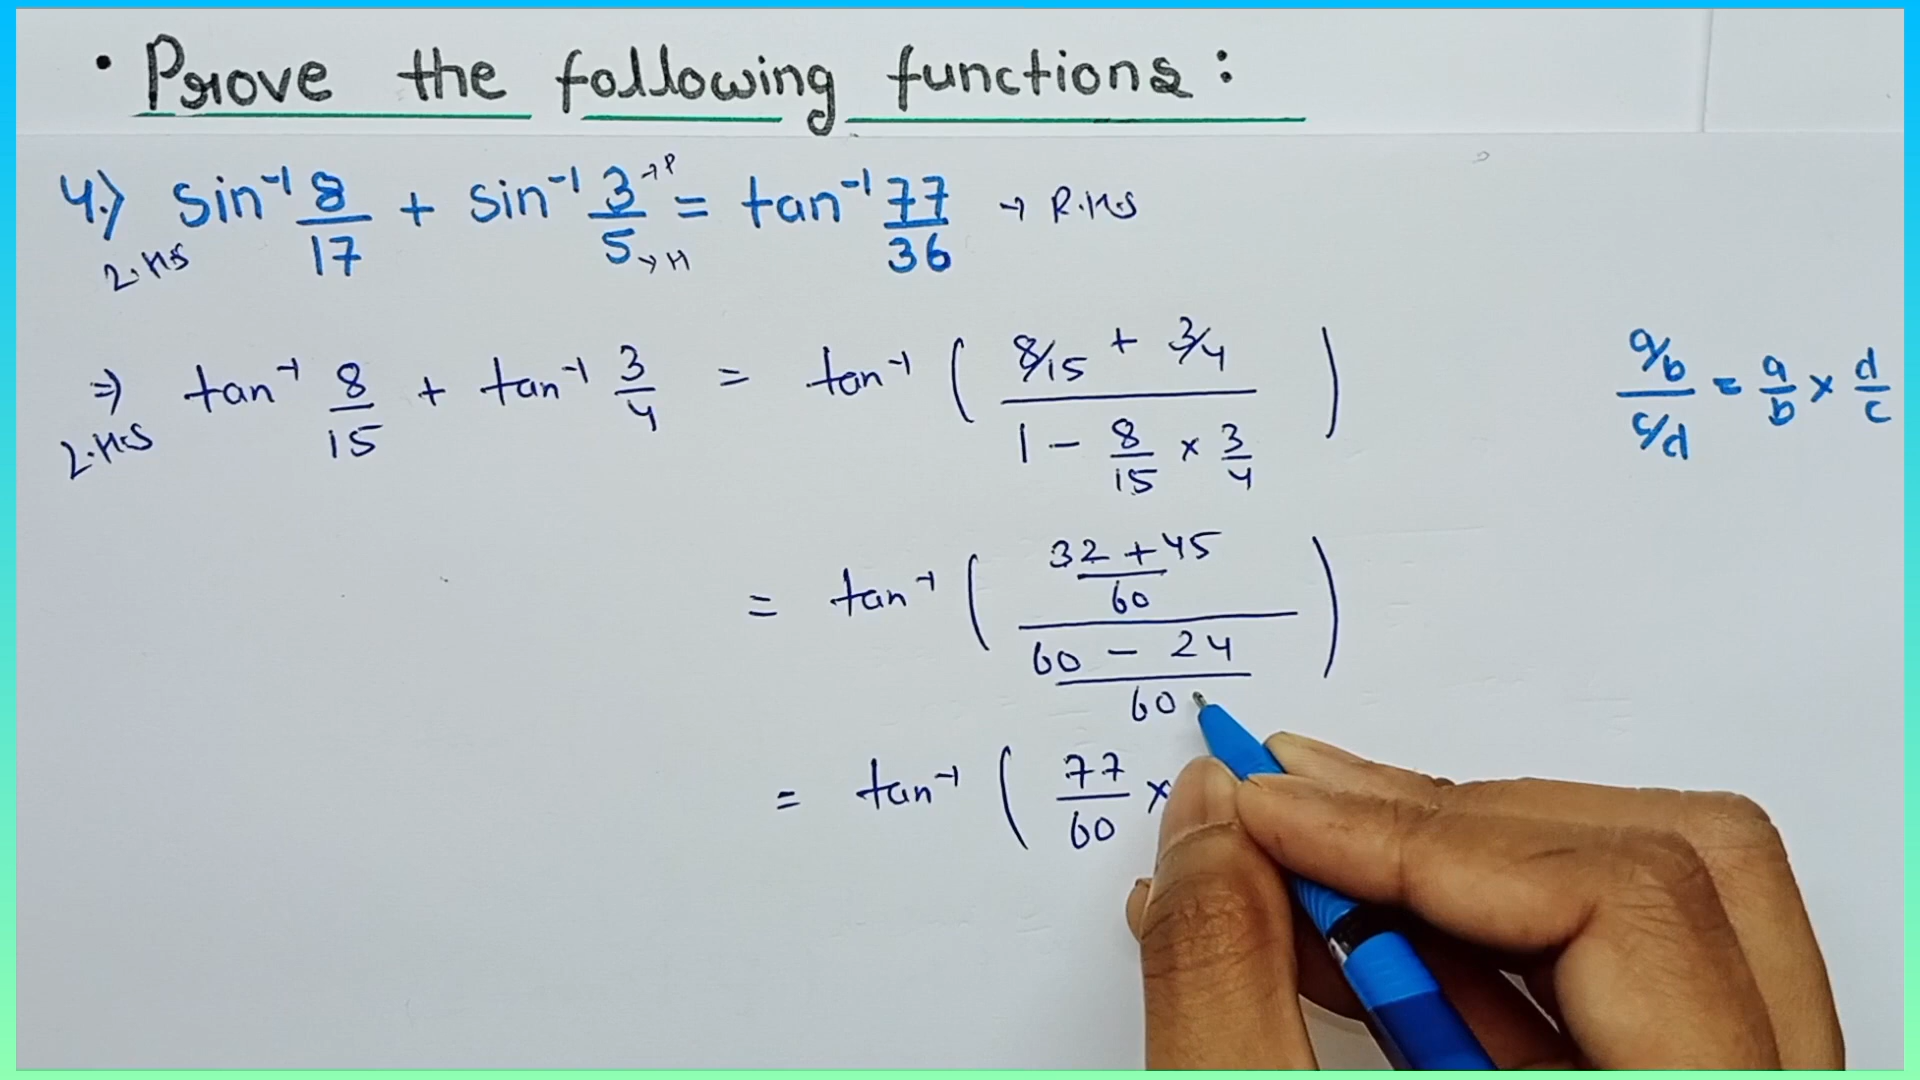 • Prove the following functions :
4.) sin⁻¹ 8/17 + sin⁻¹ 3/5 = tan⁻¹ 77/36 → R.H.S
L.H.S →P →H
⇒ tan⁻¹ 8/15 + tan⁻¹ 3/4 = tan⁻¹ ( (8/15 + 3/4) / (1 - 8/15 × 3/4) )
L.H.S
(a/b)/(c/d) = a/b × d/c
= tan⁻¹ ( ((32 + 45)/60) / ((60 - 24)/60) )
= tan⁻¹ ( 77/60 ×